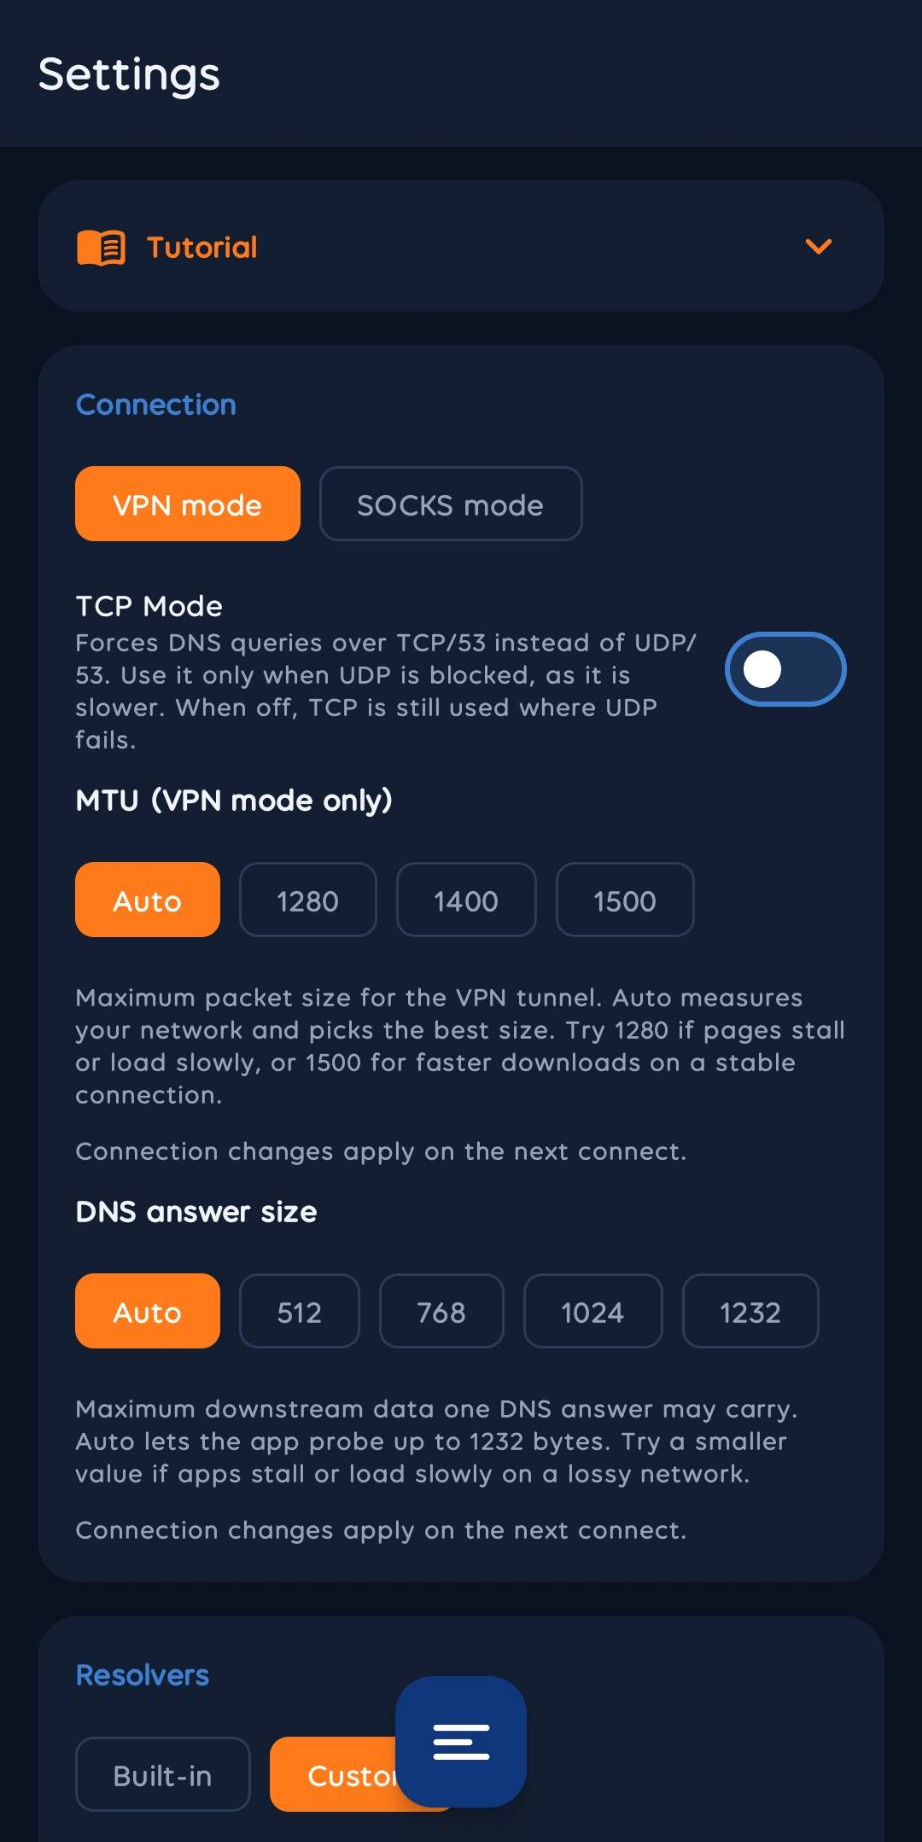 Settings
Tutorial
Connection
VPN mode
SOCKS mode
TCP Mode
Forces DNS queries over TCP/53 instead of UDP/
53. Use it only when UDP is blocked, as it is
slower. When off, TCP is still used where UDP
fails.
MTU (VPN mode only)
Auto
1280
1400
1500
Maximum packet size for the VPN tunnel. Auto measures
your network and picks the best size. Try 1280 if pages stall
or load slowly, or 1500 for faster downloads on a stable
connection.
Connection changes apply on the next connect.
DNS answer size
Auto
512
768
1024
1232
Maximum downstream data one DNS answer may carry.
Auto lets the app probe up to 1232 bytes. Try a smaller
value if apps stall or load slowly on a lossy network.
Connection changes apply on the next connect.
Resolvers
Built-in